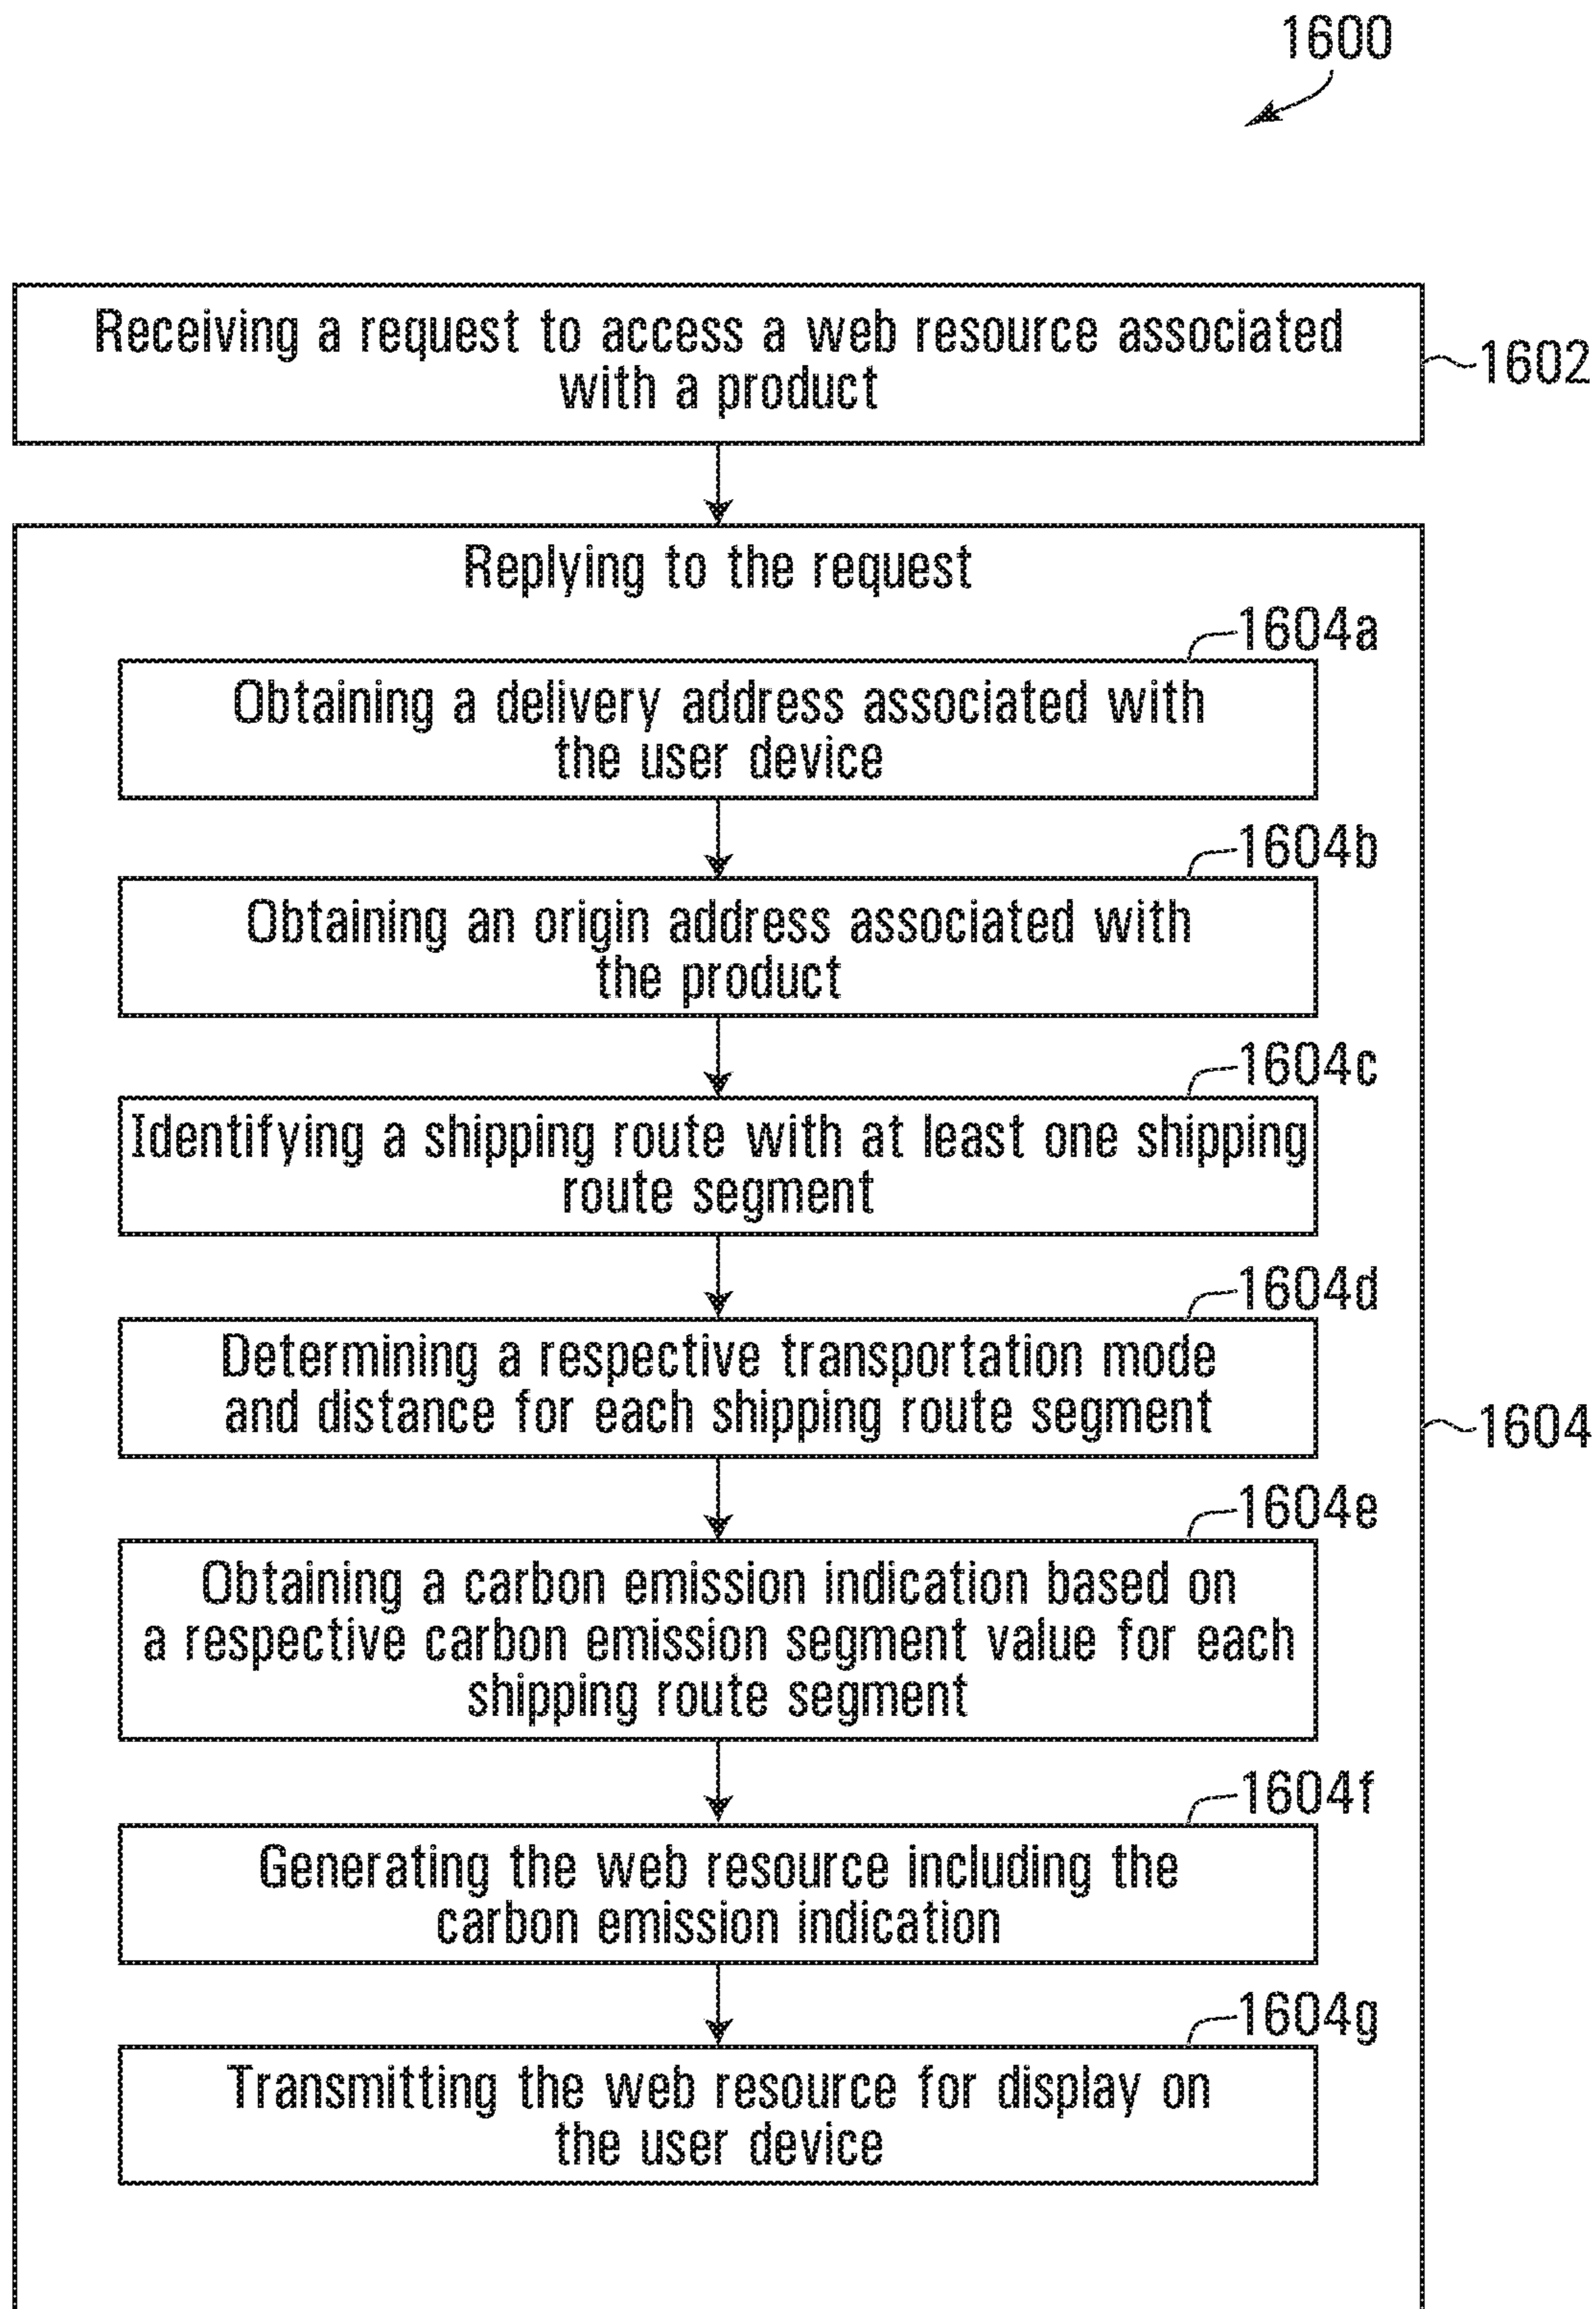 1600
Receiving a request to access a web resource associated
with a product
1602
Replying to the request
1604a
Obtaining a delivery address associated with
the user device
1604b
Obtaining an origin address associated with
the product
1604c
Identifying a shipping route with at least one shipping
route segment
1604d
Determining a respective transportation mode
and distance for each shipping route segment
1604
1604e
Obtaining a carbon emission indication based on
a respective carbon emission segment value for each
shipping route segment
1604f
Generating the web resource including the
carbon emission indication
1604g
Transmitting the web resource for display on
the user device